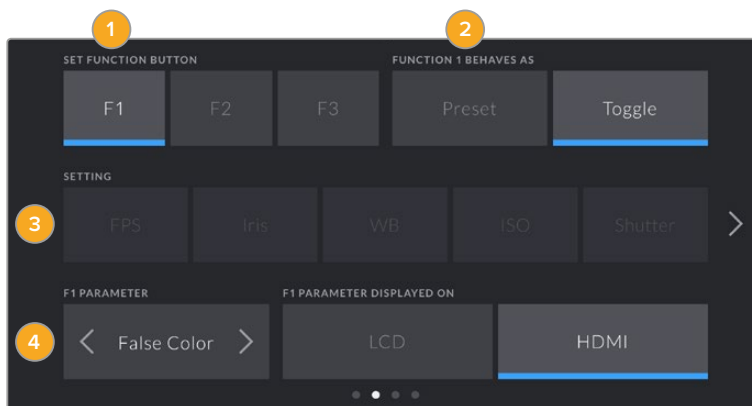 1
2
SET FUNCTION BUTTON
FUNCTION 1 BEHAVES AS
F1
F2
F3
Preset
Toggle
SETTING
3
FPS
Iris
WB
ISO
Shutter
F1 PARAMETER
F1 PARAMETER DISPLAYED ON
4
False Color
LCD
HDMI